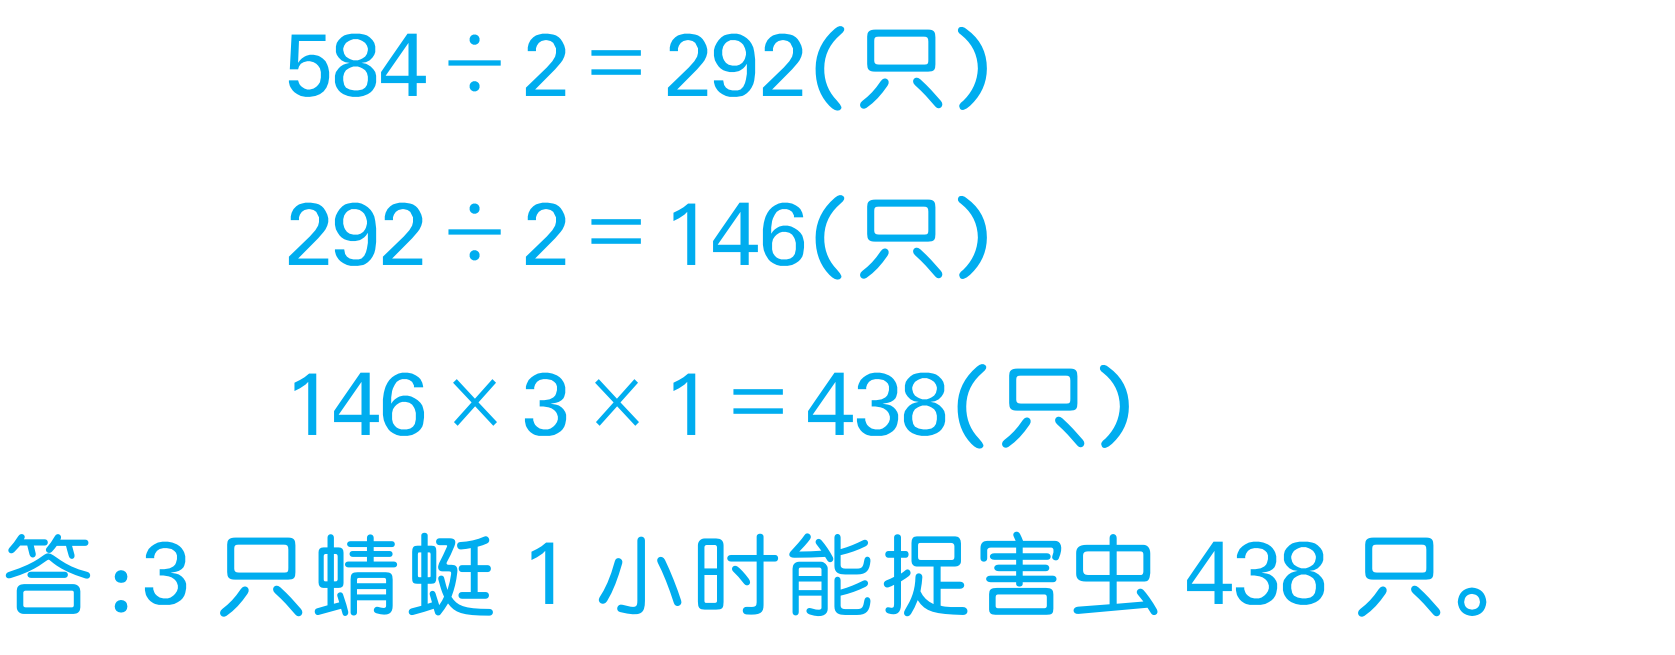 584 ÷ 2 = 292(只)
292 ÷ 2 = 146(只)
146 × 3 × 1 = 438(只)
答:3 只蜻蜓 1 小时能捉害虫 438 只。